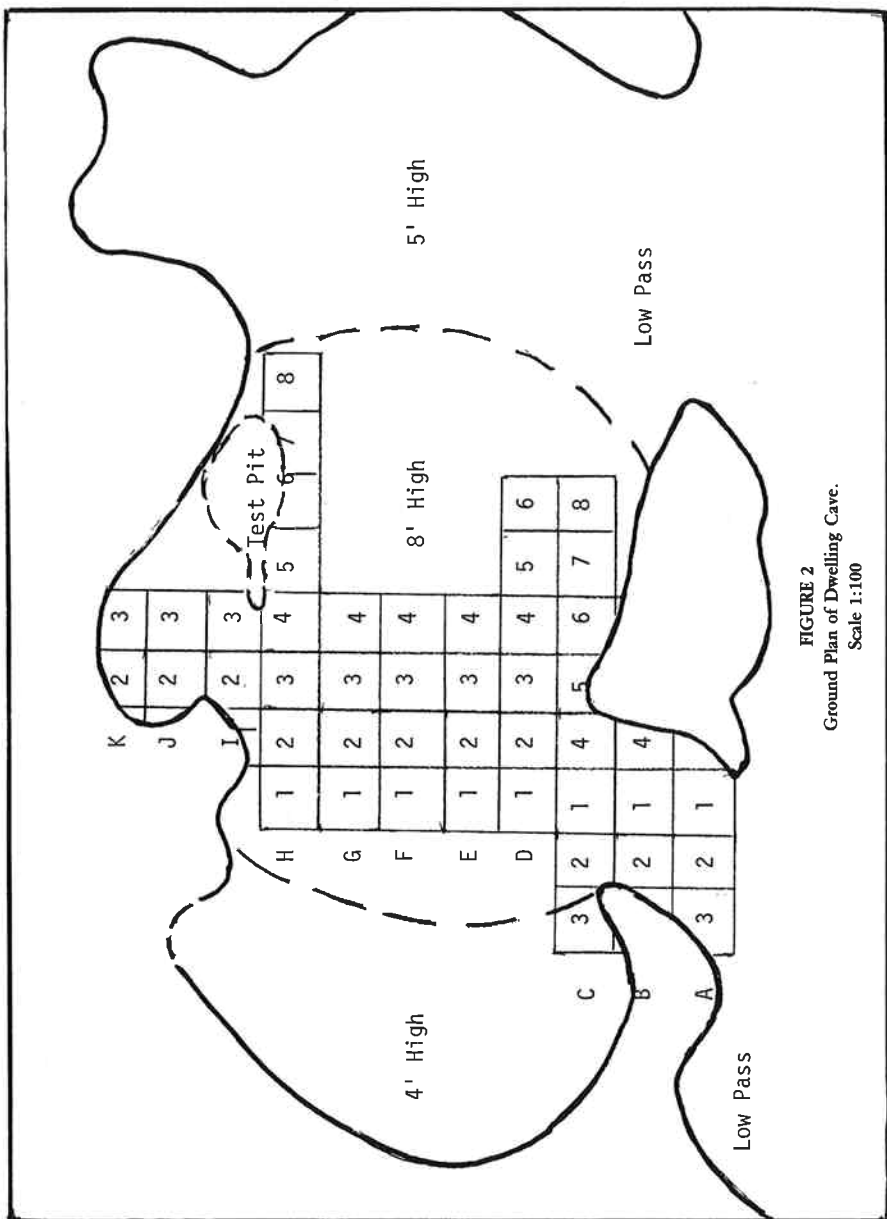 K 2 3
J 2 3
I 2 3
Test Pit
H 1 2 3 4 5 6 7 8
G 1 2 3 4
F 1 2 3 4
4' High 8' High 5' High
E 1 2 3 4
D 1 2 3 4 5 6
C 3 2 1 4 5 6 7 8
B 2 1 4
Low Pass
A 3 2 1
Low Pass
FIGURE 2
Ground Plan of Dwelling Cave.
Scale 1:100